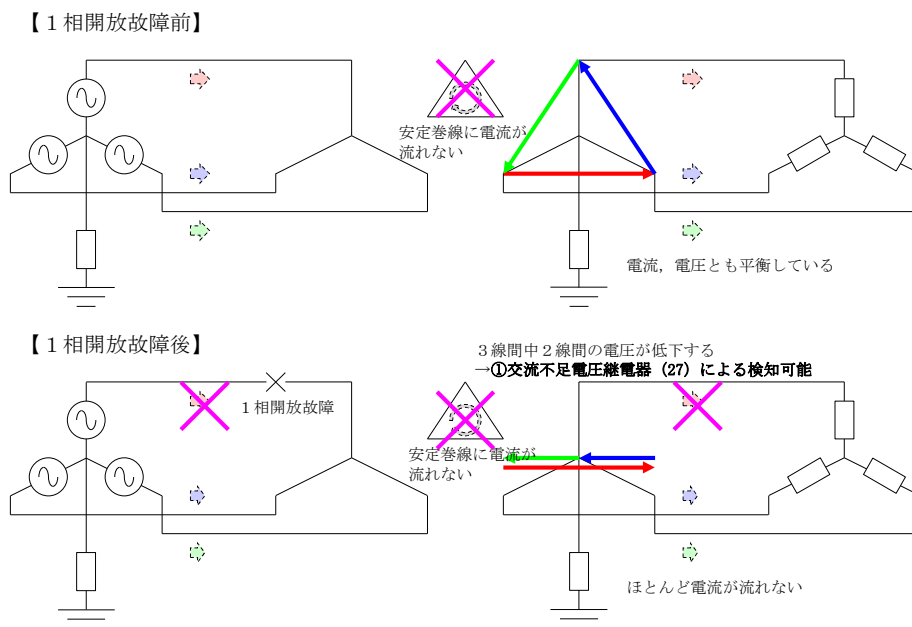 【１相開放故障前】
安定巻線に電流が
流れない
電流，電圧とも平衡している
【１相開放故障後】
３線間中２線間の電圧が低下する
→①交流不足電圧継電器（27）による検知可能
１相開放故障
安定巻線に電流が
流れない
ほとんど電流が流れない